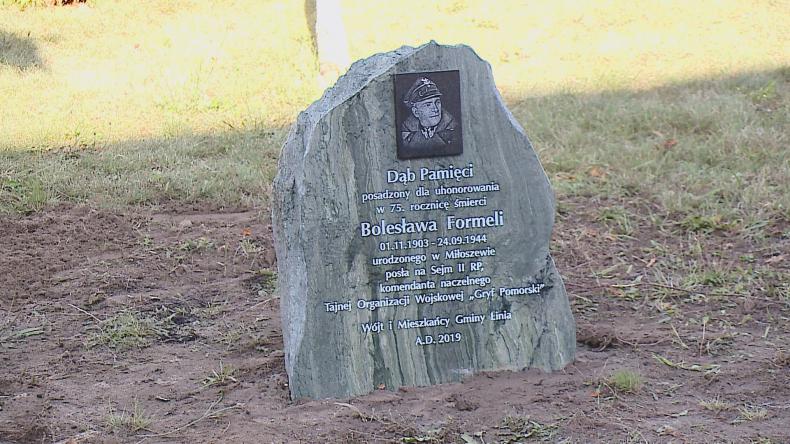 Dąb Pamięci
posadzony dla uhonorowania
w 75. rocznicę śmierci
Bolesława Formeli
01.11.1903 - 24.09.1944
urodzonego w Miłoszewie
posła na Sejm II RP,
komendanta naczelnego
Tajnej Organizacji Wojskowej „Gryf Pomorski”
Wójt i Mieszkańcy Gminy Linia
A.D. 2019